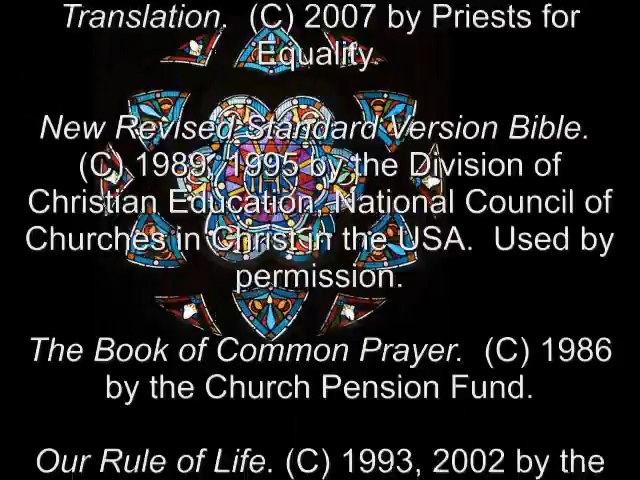 Translation. (C) 2007 by Priests for
Equality.
New Revised Standard Version Bible.
(C) 1989, 1995 by the Division of
Christian Education, National Council of
Churches in Christ in the USA. Used by
permission.
The Book of Common Prayer. (C) 1986
by the Church Pension Fund.
Our Rule of Life. (C) 1993, 2002 by the